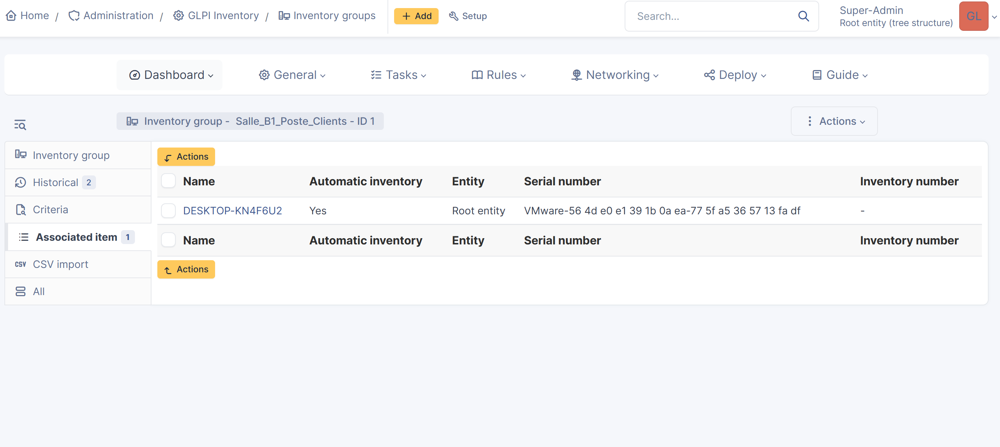 Home / Administration / GLPI Inventory / Inventory groups + Add Setup Search... Super-Admin
Root entity (tree structure) GL
Dashboard General Tasks Rules Networking Deploy Guide
Inventory group - Salle_B1_Poste_Clients - ID 1 Actions
Inventory group
Historical 2
Criteria
Associated item 1
CSV CSV import
All
Actions
Name Automatic inventory Entity Serial number Inventory number
DESKTOP-KN4F6U2 Yes Root entity VMware-56 4d e0 e1 39 1b 0a ea-77 5f a5 36 57 13 fa df -
Name Automatic inventory Entity Serial number Inventory number
Actions